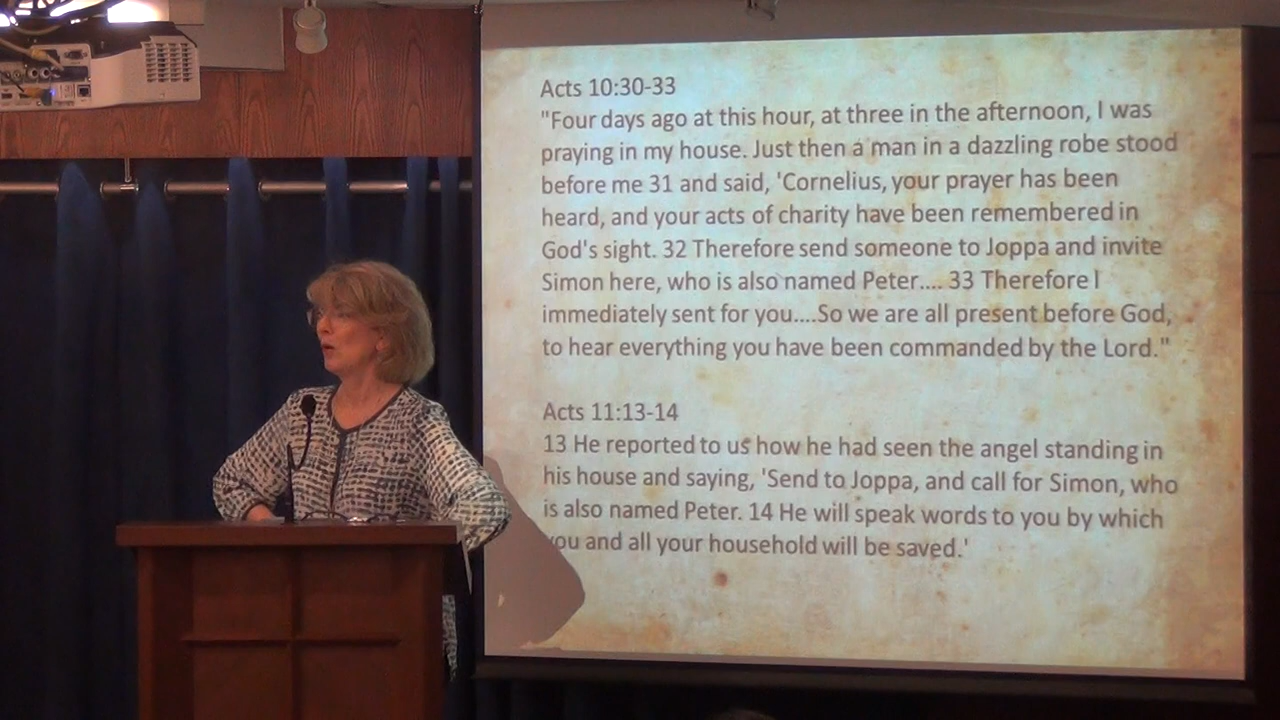 Acts 10:30-33
"Four days ago at this hour, at three in the afternoon, I was
praying in my house. Just then a man in a dazzling robe stood
before me 31 and said, 'Cornelius, your prayer has been
heard, and your acts of charity have been remembered in
God's sight. 32 Therefore send someone to Joppa and invite
Simon here, who is also named Peter.... 33 Therefore I
immediately sent for you....So we are all present before God,
to hear everything you have been commanded by the Lord."
Acts 11:13-14
13 He reported to us how he had seen the angel standing in
his house and saying, 'Send to Joppa, and call for Simon, who
is also named Peter. 14 He will speak words to you by which
you and all your household will be saved.'